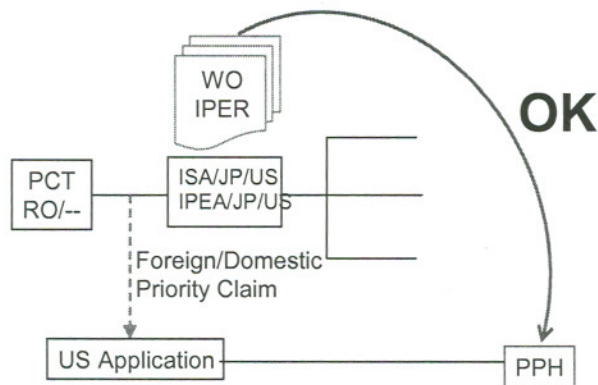 WO
IPER
OK
PCT
RO/--
ISA/JP/US
IPEA/JP/US
Foreign/Domestic
Priority Claim
US Application
PPH